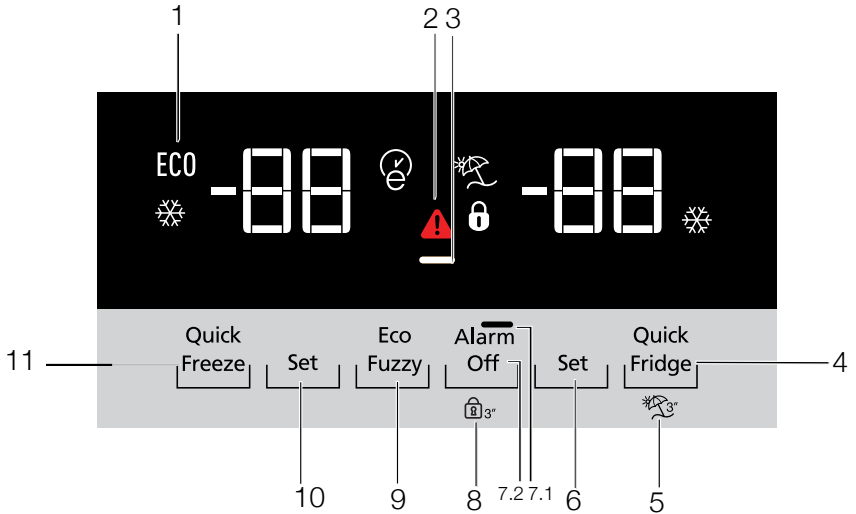 1
2 3
ECO -88 e -88
Quick Eco Alarm Quick
11 Freeze Set Fuzzy Off Set Fridge 4
3" 3"
10 9 8 7.2 7.1 6 5